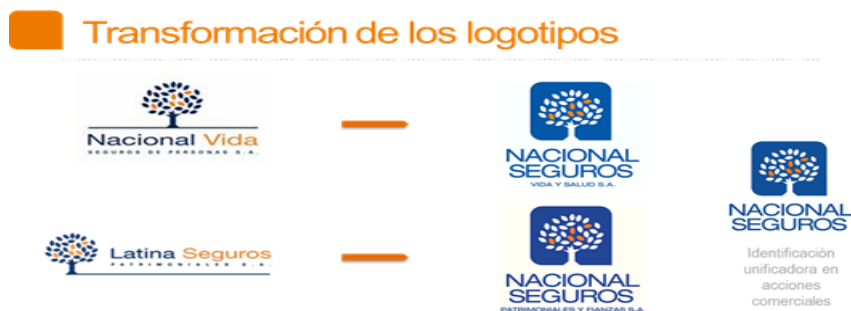 Transformación de los logotipos
Nacional Vida
SEGUROS DE PERSONAS S.A.
NACIONAL
SEGUROS
VIDA Y SALUD S.A.
Latina Seguros
PATRIMONIALES S.A.
NACIONAL
SEGUROS
PATRIMONIALES Y FIANZAS S.A.
NACIONAL
SEGUROS
Identificación
unificadora en
acciones
comerciales